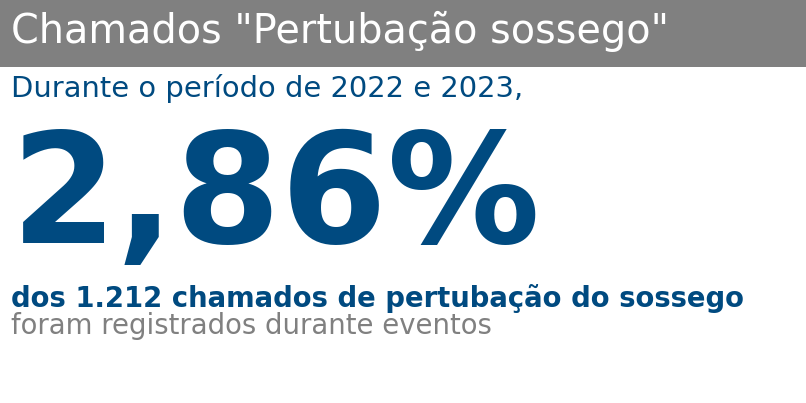 Chamados "Pertubação sossego"
Durante o período de 2022 e 2023,
2,86%
dos 1.212 chamados de pertubação do sossego
foram registrados durante eventos